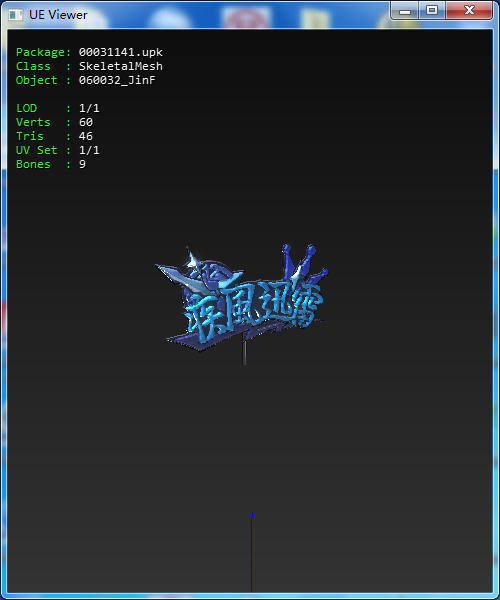 UE Viewer
Package: 00031141.upk
Class : SkeletalMesh
Object : 060032_JinF
LOD : 1/1
Verts : 60
Tris : 46
UV Set : 1/1
Bones : 9
疾風迅雷